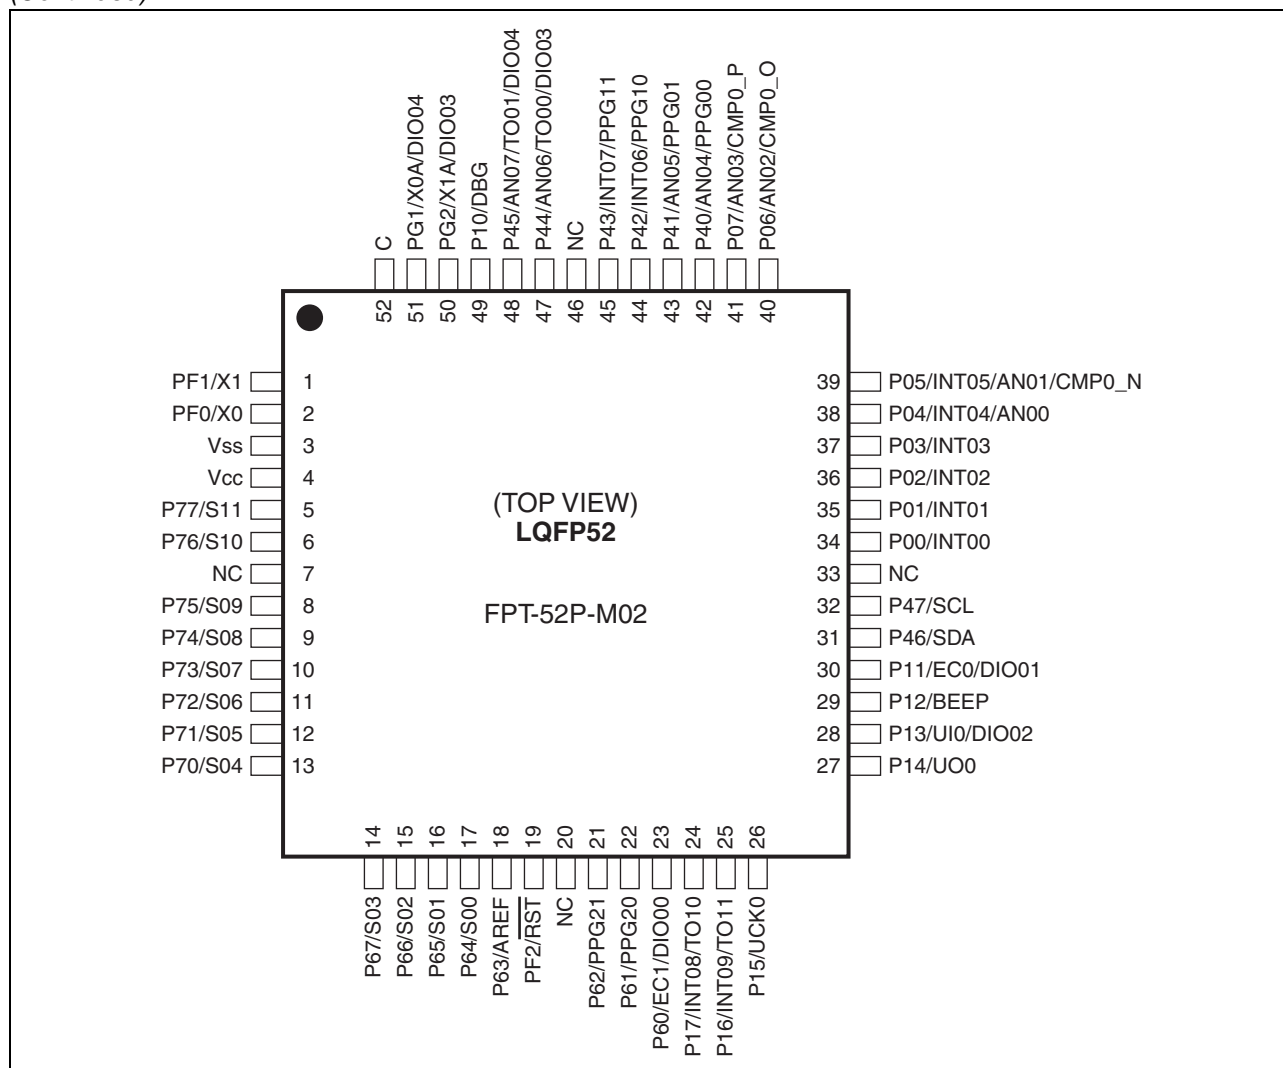 C
PG1/X0A/DIO04
PG2/X1A/DIO03
P10/DBG
P45/AN07/TO01/DIO04
P44/AN06/TO00/DIO03
NC
P43/INT07/PPG11
P42/INT06/PPG10
P41/AN05/PPG01
P40/AN04/PPG00
P07/AN03/CMP0_P
P06/AN02/CMP0_O
52
51
50
49
48
47
46
45
44
43
42
41
40
PF1/X1 1
PF0/X0 2
Vss 3
Vcc 4
P77/S11 5
P76/S10 6
NC 7
P75/S09 8
P74/S08 9
P73/S07 10
P72/S06 11
P71/S05 12
P70/S04 13
(TOP VIEW)
LQFP52
FPT-52P-M02
39 P05/INT05/AN01/CMP0_N
38 P04/INT04/AN00
37 P03/INT03
36 P02/INT02
35 P01/INT01
34 P00/INT00
33 NC
32 P47/SCL
31 P46/SDA
30 P11/EC0/DIO01
29 P12/BEEP
28 P13/UI0/DIO02
27 P14/UO0
14
15
16
17
18
19
20
21
22
23
24
25
26
P67/S03
P66/S02
P65/S01
P64/S00
P63/AREF
PF2/RST
NC
P62/PPG21
P61/PPG20
P60/EC1/DIO00
P17/INT08/TO10
P16/INT09/TO11
P15/UCK0